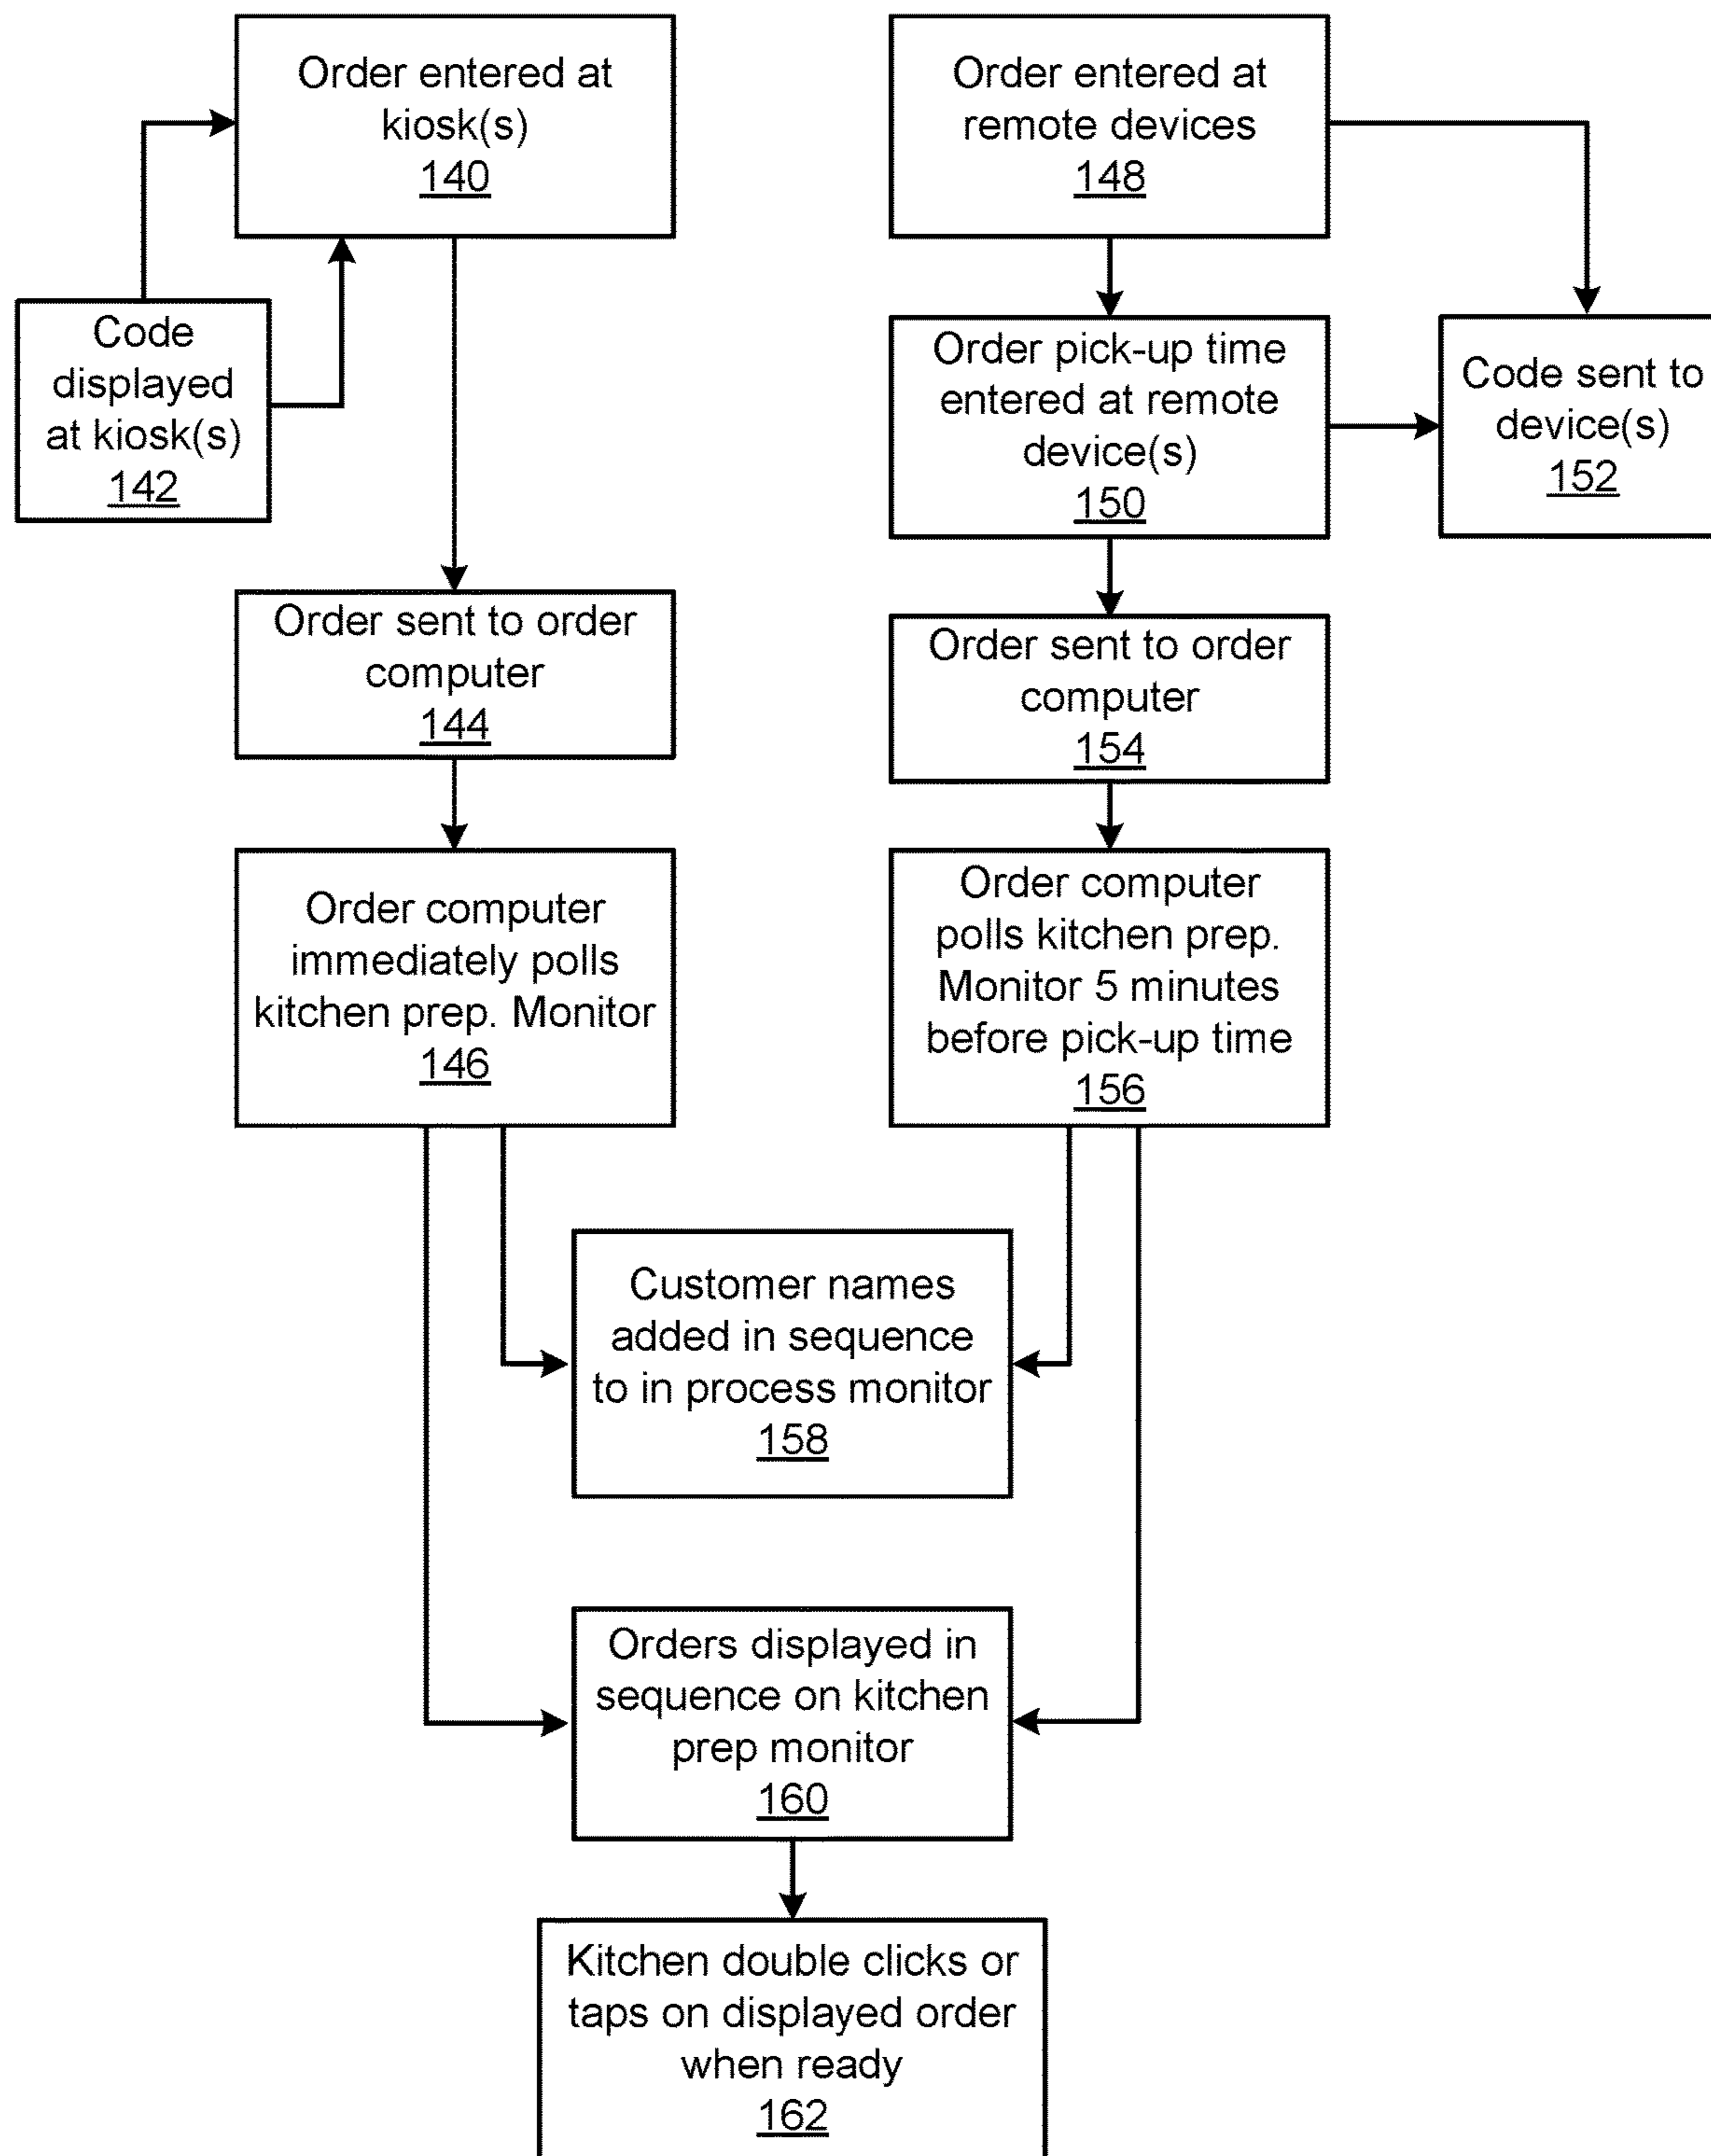 Order entered at
kiosk(s)
140
Code
displayed
at kiosk(s)
142
Order sent to order
computer
144
Order computer
immediately polls
kitchen prep. Monitor
146
Order entered at
remote devices
148
Order pick-up time
entered at remote
device(s)
150
Code sent to
device(s)
152
Order sent to order
computer
154
Order computer
polls kitchen prep.
Monitor 5 minutes
before pick-up time
156
Customer names
added in sequence
to in process monitor
158
Orders displayed in
sequence on kitchen
prep monitor
160
Kitchen double clicks or
taps on displayed order
when ready
162